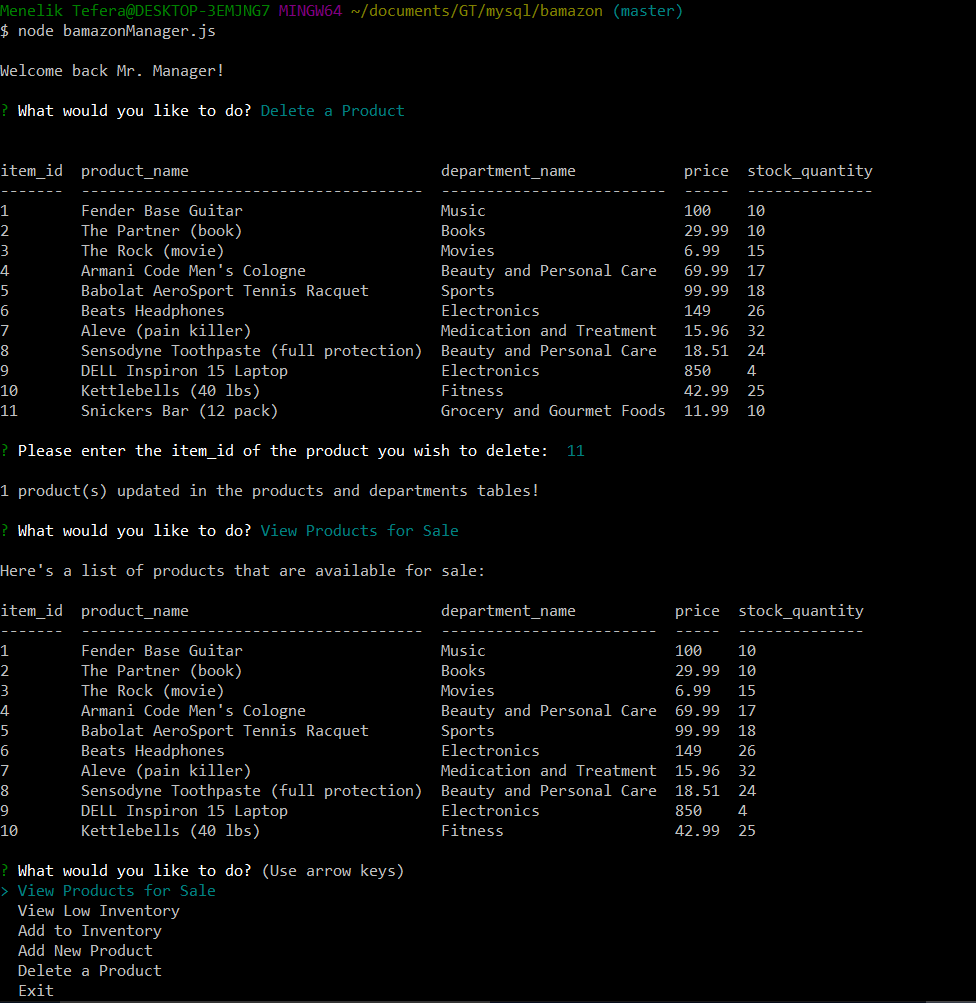 Menelik Tefera@DESKTOP-3EMJNG7 MINGW64 ~/documents/GT/mysql/bamazon (master)
$ node bamazonManager.js
Welcome back Mr. Manager!
? What would you like to do? Delete a Product
item_id  product_name                            department_name            price  stock_quantity
-------  --------------------------------------  -------------------------  -----  --------------
1        Fender Base Guitar                      Music                      100    10
2        The Partner (book)                      Books                      29.99  10
3        The Rock (movie)                        Movies                     6.99   15
4        Armani Code Men's Cologne               Beauty and Personal Care   69.99  17
5        Babolat AeroSport Tennis Racquet        Sports                     99.99  18
6        Beats Headphones                        Electronics                149    26
7        Aleve (pain killer)                     Medication and Treatment   15.96  32
8        Sensodyne Toothpaste (full protection)  Beauty and Personal Care   18.51  24
9        DELL Inspiron 15 Laptop                 Electronics                850    4
10       Kettlebells (40 lbs)                    Fitness                    42.99  25
11       Snickers Bar (12 pack)                  Grocery and Gourmet Foods  11.99  10
? Please enter the item_id of the product you wish to delete:  11
1 product(s) updated in the products and departments tables!
? What would you like to do? View Products for Sale
Here's a list of products that are available for sale:
item_id  product_name                            department_name           price  stock_quantity
-------  --------------------------------------  ------------------------  -----  --------------
1        Fender Base Guitar                      Music                     100    10
2        The Partner (book)                      Books                     29.99  10
3        The Rock (movie)                        Movies                    6.99   15
4        Armani Code Men's Cologne               Beauty and Personal Care  69.99  17
5        Babolat AeroSport Tennis Racquet        Sports                    99.99  18
6        Beats Headphones                        Electronics               149    26
7        Aleve (pain killer)                     Medication and Treatment  15.96  32
8        Sensodyne Toothpaste (full protection)  Beauty and Personal Care  18.51  24
9        DELL Inspiron 15 Laptop                 Electronics               850    4
10       Kettlebells (40 lbs)                    Fitness                   42.99  25
? What would you like to do? (Use arrow keys)
> View Products for Sale
  View Low Inventory
  Add to Inventory
  Add New Product
  Delete a Product
  Exit